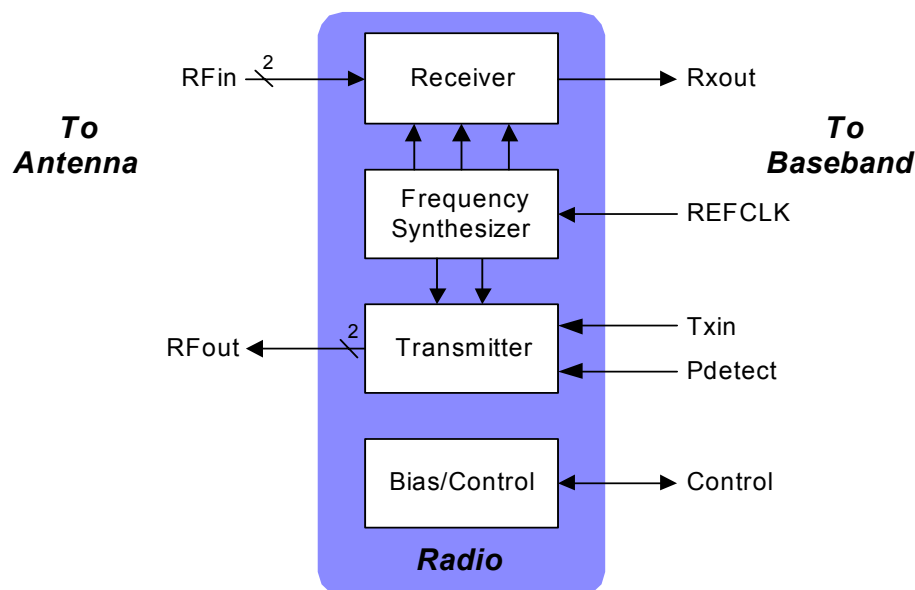 RFin
2
Receiver
Rxout
To
Antenna
To
Baseband
Frequency
Synthesizer
REFCLK
RFout
2
Transmitter
Txin
Pdetect
Bias/Control
Control
Radio